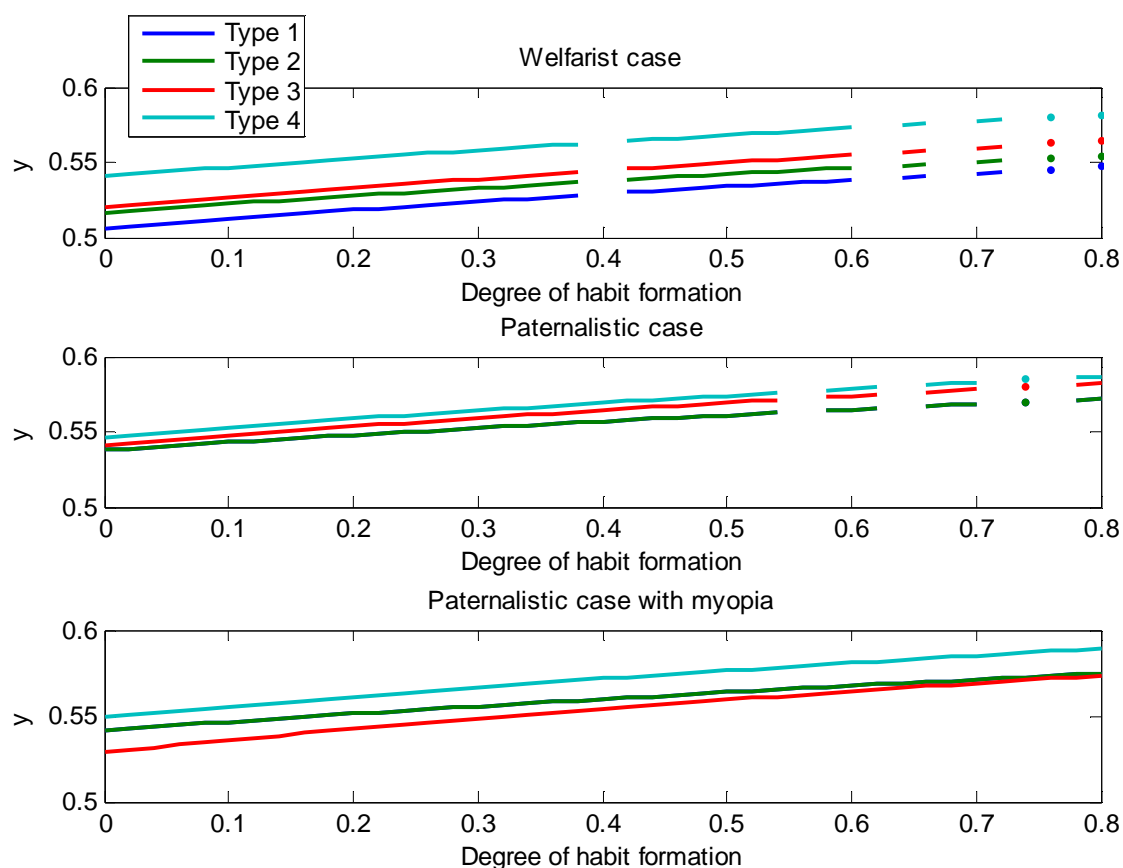 Type 1
Type 2
Type 3
Type 4
Welfarist case
0.6
0.55
0.5
y
0 0.1 0.2 0.3 0.4 0.5 0.6 0.7 0.8
Degree of habit formation
Paternalistic case
0.6
0.55
0.5
y
0 0.1 0.2 0.3 0.4 0.5 0.6 0.7 0.8
Degree of habit formation
Paternalistic case with myopia
0.6
0.55
0.5
y
0 0.1 0.2 0.3 0.4 0.5 0.6 0.7 0.8
Degree of habit formation